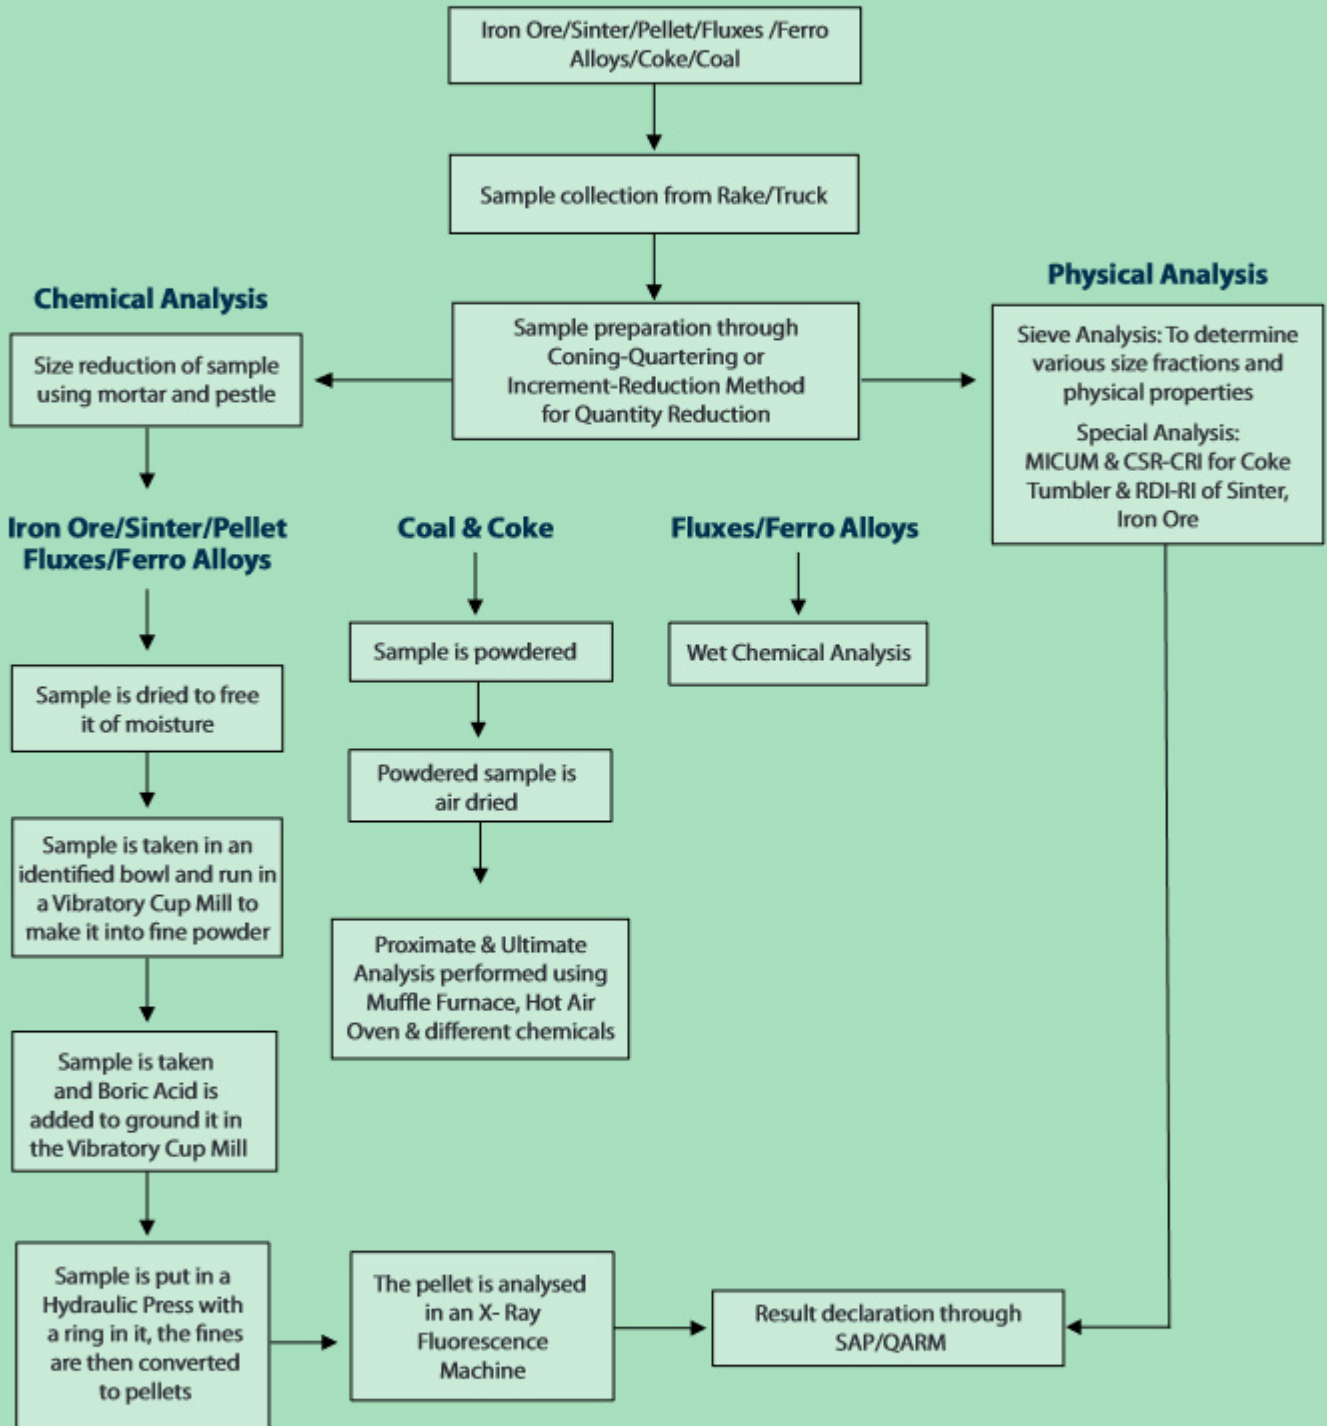 Iron Ore/Sinter/Pellet/Fluxes /Ferro
Alloys/Coke/Coal
Sample collection from Rake/Truck
Chemical Analysis
Physical Analysis
Size reduction of sample
using mortar and pestle
Sample preparation through
Coning-Quartering or
Increment-Reduction Method
for Quantity Reduction
Sieve Analysis: To determine
various size fractions and
physical properties
Special Analysis:
MICUM & CSR-CRI for Coke
Tumbler & RDI-RI of Sinter,
Iron Ore
Iron Ore/Sinter/Pellet
Fluxes/Ferro Alloys
Coal & Coke
Fluxes/Ferro Alloys
Sample is dried to free
it of moisture
Sample is taken in an
identified bowl and run in
a Vibratory Cup Mill to
make it into fine powder
Sample is taken
and Boric Acid is
added to ground it in
the Vibratory Cup Mill
Sample is put in a
Hydraulic Press with
a ring in it, the fines
are then converted
to pellets
Sample is powdered
Powdered sample is
air dried
Proximate & Ultimate
Analysis performed using
Muffle Furnace, Hot Air
Oven & different chemicals
Wet Chemical Analysis
The pellet is analysed
in an X- Ray
Fluorescence
Machine
Result declaration through
SAP/QARM